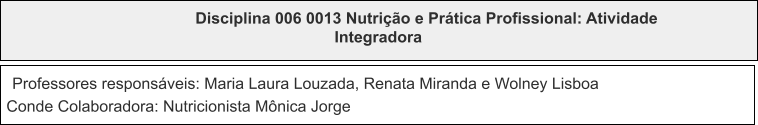 Disciplina 006 0013 Nutrição e Prática Profissional: Atividade
Integradora
Professores responsáveis: Maria Laura Louzada, Renata Miranda e Wolney Lisboa
Conde Colaboradora: Nutricionista Mônica Jorge